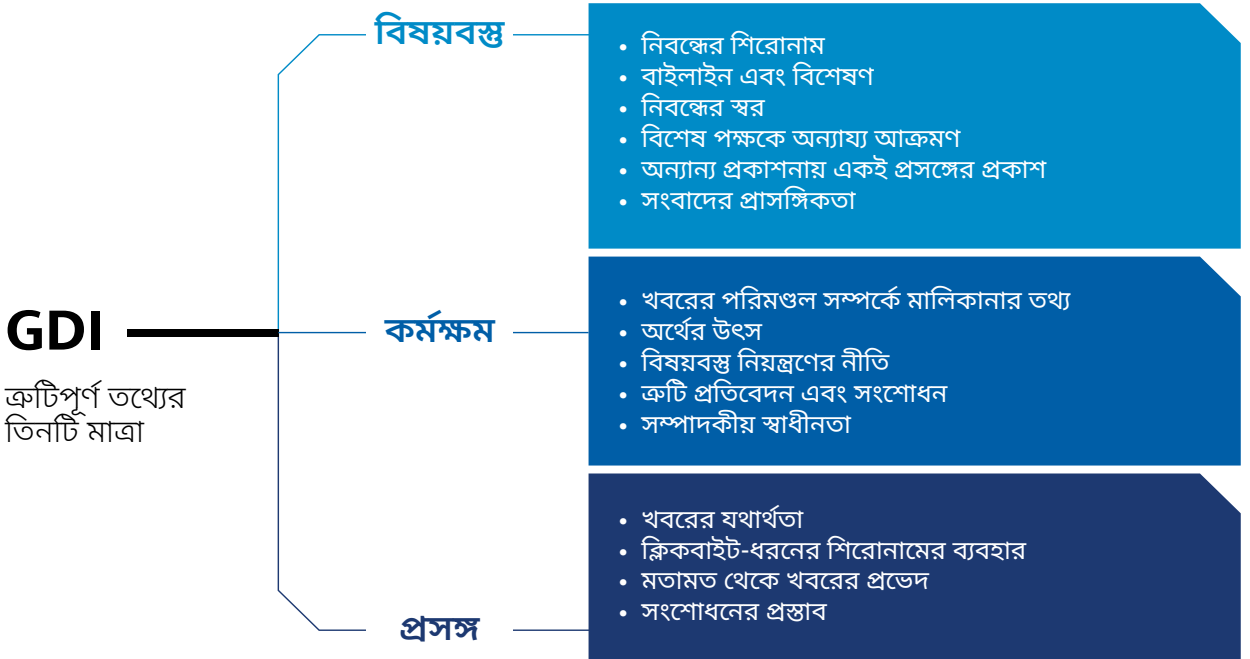 GDI
ত্রুটিপূর্ণ তথ্যের
তিনটি মাত্রা
বিষয়বস্তু
• নিবন্ধের শিরোনাম
• বাইলাইন এবং বিশেষণ
• নিবন্ধের স্বর
• বিশেষ পক্ষকে অন্যায্য আক্রমণ
• অন্যান্য প্রকাশনায় একই প্রসঙ্গের প্রকাশ
• সংবাদের প্রাসঙ্গিকতা
কর্মক্ষম
• খবরের পরিমণ্ডল সম্পর্কে মালিকানার তথ্য
• অর্থের উৎস
• বিষয়বস্তু নিয়ন্ত্রণের নীতি
• ত্রুটি প্রতিবেদন এবং সংশোধন
• সম্পাদকীয় স্বাধীনতা
প্রসঙ্গ
• খবরের যথার্থতা
• ক্লিকবাইট-ধরনের শিরোনামের ব্যবহার
• মতামত থেকে খবরের প্রভেদ
• সংশোধনের প্রস্তাব